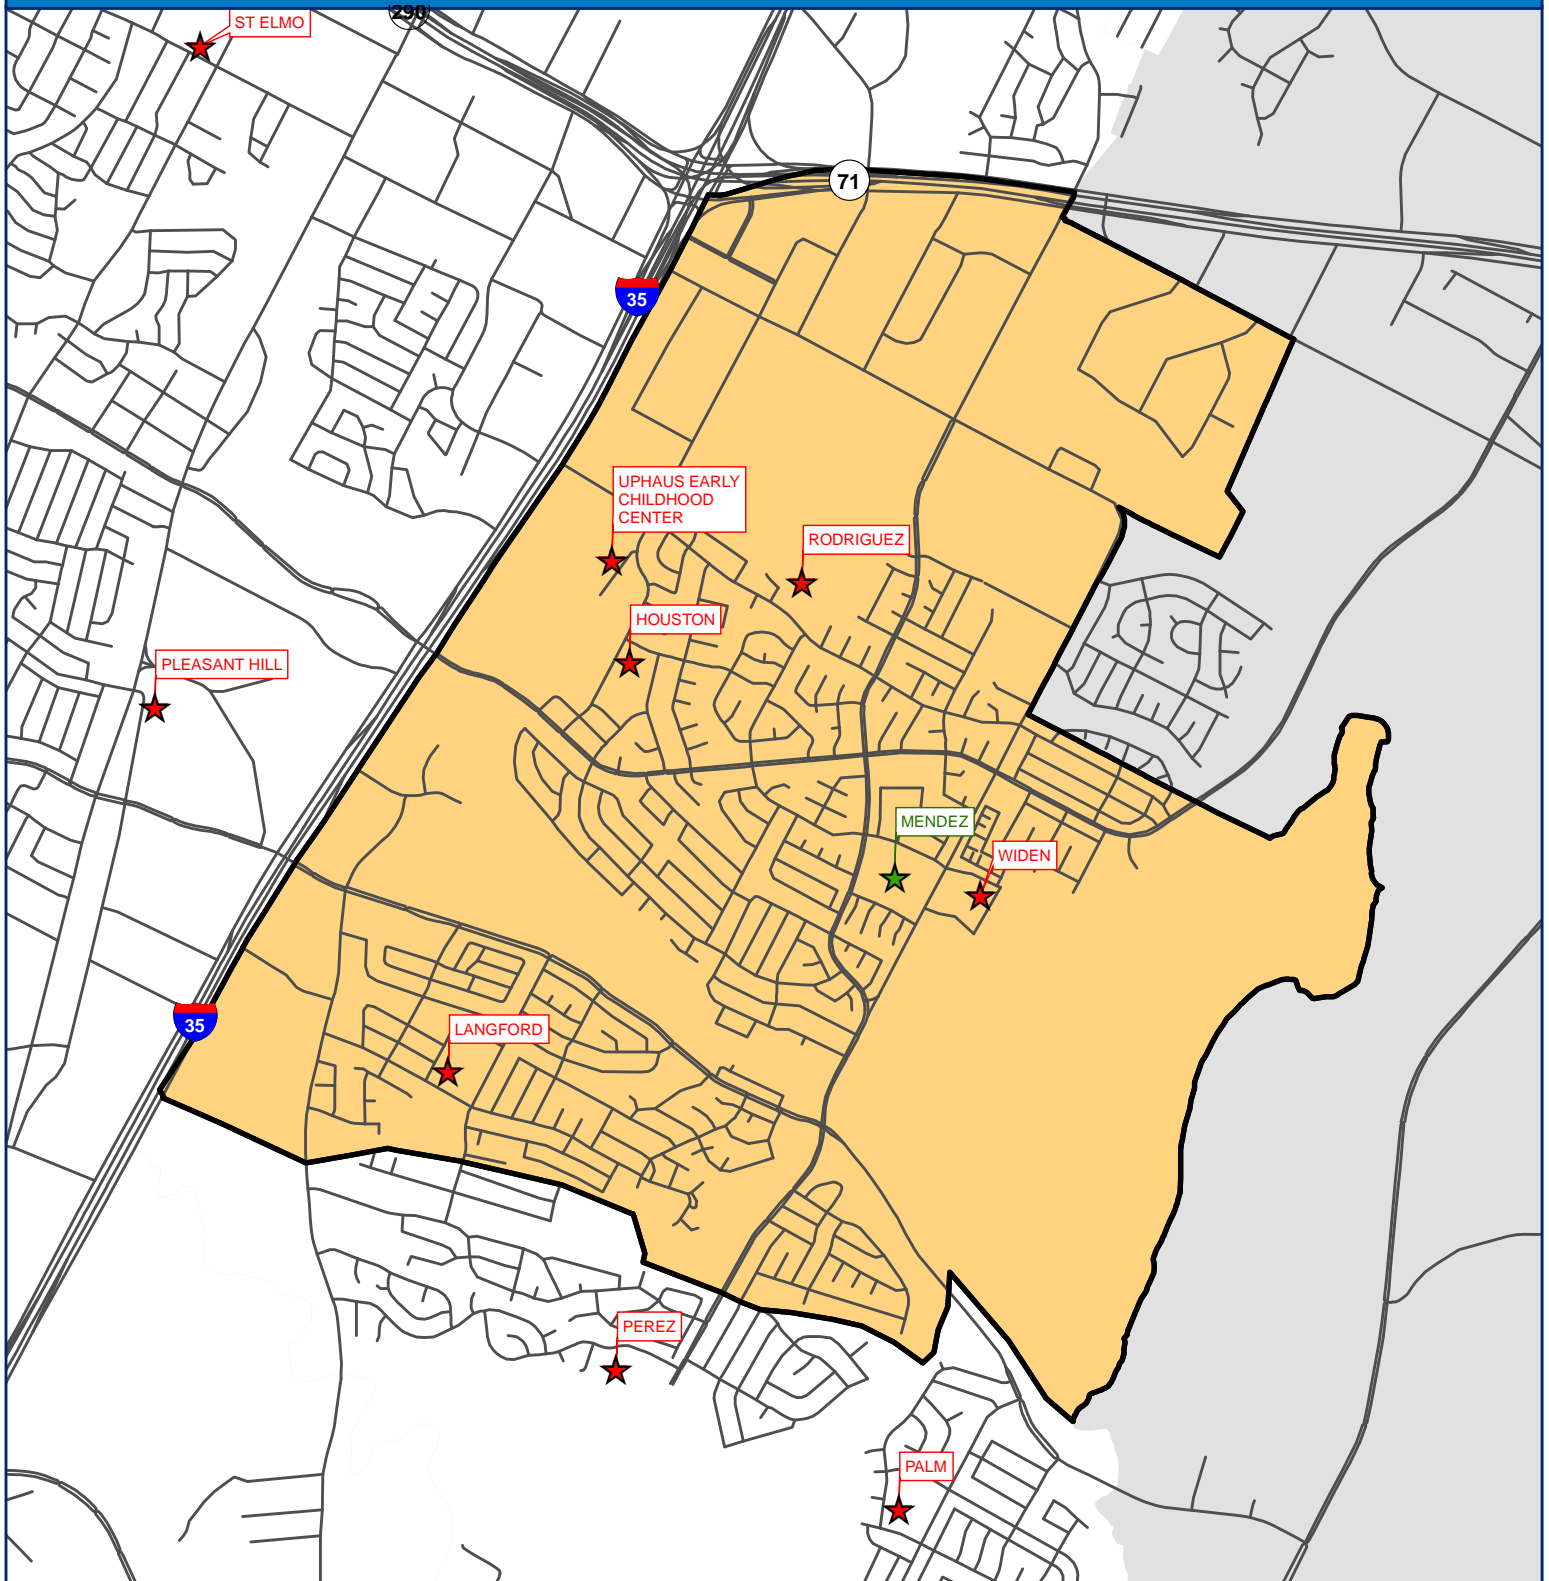 290
ST ELMO
71
35
UPHAUS EARLY
CHILDHOOD
CENTER
RODRIGUEZ
HOUSTON
PLEASANT HILL
MENDEZ
WIDEN
35
LANGFORD
PEREZ
PALM